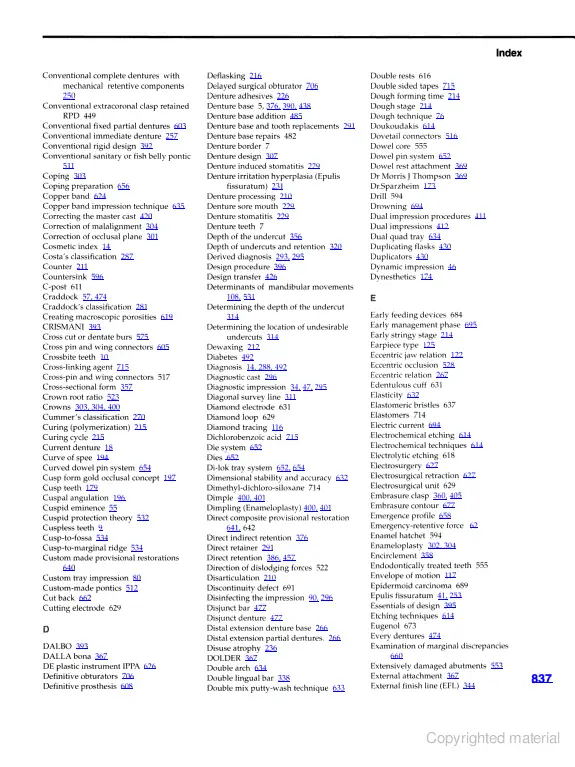 Index
Conventional complete dentures with
mechanical retentive components
250
Conventional extracoronal clasp retained
RPD 449
Conventional fixed partial dentures 603
Conventional immediate denture 257
Conventional rigid design 392
Conventional sanitary or fish belly pontic
511
Coping 303
Coping preparation 656
Copper band 624
Copper band impression technique 635
Correcting the master cast 420
Correction of malalignment 304
Correction of occlusal plane 301
Cosmetic index 14
Costa's classification 287
Counter 211
Countersink 596
C-post 611
Craddock 57, 474
Craddock's classification 281
Creating macroscopic porosities 619
CRISMANI 393
Cross cut or dentate burs 575
Cross pin and wing connectors 605
Crossbite teeth 10
Cross-linking agent 715
Cross-pin and wing connectors 517
Cross-sectional form 357
Crown root ratio 523
Crowns 303, 304, 400
Cummer's classification 270
Curing (polymerization) 215
Curing cycle 215
Current denture 18
Curve of spee 194
Curved dowel pin system 654
Cusp form gold occlusal concept 197
Cusp teeth 179
Cuspal angulation 196
Cuspid eminence 55
Cuspid protection theory 532
Cuspless teeth 9
Cusp-to-fossa 534
Cusp-to-marginal ridge 534
Custom made provisional restorations
640
Custom tray impression 80
Custom-made pontics 512
Cut back 662
Cutting electrode 629
D
DALBO 393
DALLA bona 367
DE plastic instrument IPPA 626
Definitive obturators 706
Definitive prosthesis 608
Deflasking 216
Delayed surgical obturator 706
Denture adhesives 226
Denture base 5, 376, 390, 438
Denture base addition 485
Denture base and tooth replacements 291
Denture base repairs 482
Denture border 7
Denture design 307
Denture induced stomatitis 229
Denture irritation hyperplasia (Epulis
fissuratum) 231
Denture processing 210
Denture sore mouth 229
Denture stomatitis 229
Denture teeth 7
Depth of the undercut 356
Depth of undercuts and retention 320
Derived diagnosis 293, 295
Design procedure 396
Design transfer 426
Determinants of mandibular movements
108, 531
Determining the depth of the undercut
314
Determining the location of undesirable
undercuts 314
Dewaxing 212
Diabetes 492
Diagnosis 14, 288, 492
Diagnostic cast 296
Diagnostic impression 34, 47, 295
Diagonal survey line 311
Diamond electrode 631
Diamond loop 629
Diamond tracing 116
Dichlorobenzoic acid 715
Die system 652
Dies 652
Di-lok tray system 652, 654
Dimensional stability and accuracy 632
Dimethyl-dichloro-siloxane 714
Dimple 400, 401
Dimpling (Enameloplasty) 400, 401
Direct composite provisional restoration
641, 642
Direct indirect retention 376
Direct retainer 291
Direct retention 386, 457
Direction of dislodging forces 522
Disarticulation 210
Discontinuity defect 691
Disinfecting the impression 90, 296
Disjunct bar 477
Disjunct denture 477
Distal extension denture base 266
Distal extension partial dentures. 266
Disuse atrophy 236
DOLDER 367
Double arch 634
Double lingual bar 338
Double mix putty-wash technique 633
Double rests 616
Double sided tapes 715
Dough forming time 214
Dough stage 214
Dough technique 76
Doukoudakis 614
Dovetail connectors 516
Dowel core 555
Dowel pin system 652
Dowel rest attachment 369
Dr Morris J Thompson 369
Dr.Sparzheim 173
Drill 594
Drowning 694
Dual impression procedures 411
Dual impressions 412
Dual quad tray 634
Duplicating flasks 430
Duplicators 430
Dynamic impression 46
Dynesthetics 174
E
Early feeding devices 684
Early management phase 695
Early stringy stage 214
Earpiece type 125
Eccentric jaw relation 122
Eccentric occlusion 528
Eccentric relation 267
Edentulous cuff 631
Elasticity 632
Elastomeric bristles 637
Elastomers 714
Electric current 694
Electrochemical etching 614
Electrochemical techniques 614
Electrolytic etching 618
Electrosurgery 627
Electrosurgical retraction 627
Electrosurgical unit 629
Embrasure clasp 360, 405
Embrasure contour 677
Emergence profile 658
Emergency-retentive force 62
Enamel hatchet 594
Enameloplasty 302, 304
Encirclement 358
Endodontically treated teeth 555
Envelope of motion 117
Epidermoid carcinoma 689
Epulis fissuratum 41, 253
Essentials of design 395
Etching techniques 614
Eugenol 673
Every dentures 474
Examination of marginal discrepancies
660
Extensively damaged abutments 553
External attachment 367
External finish line (EFL) 344
837
Copyrighted material